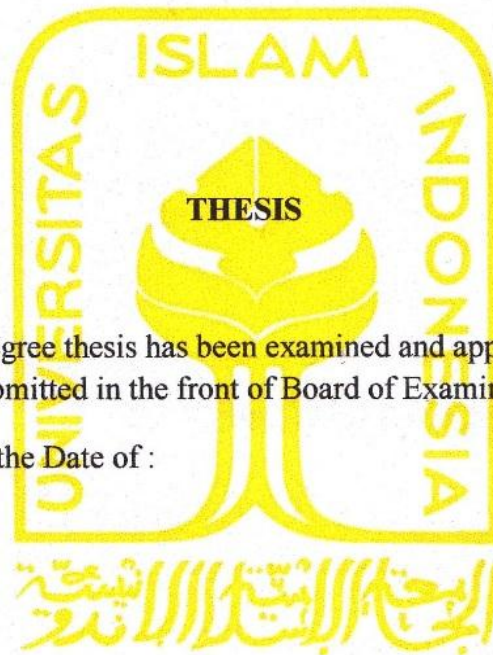 ISLAM
UNIVERSITAS
INDONESIA
THESIS
gree thesis has been examined and app
omitted in the front of Board of Examin
the Date of :